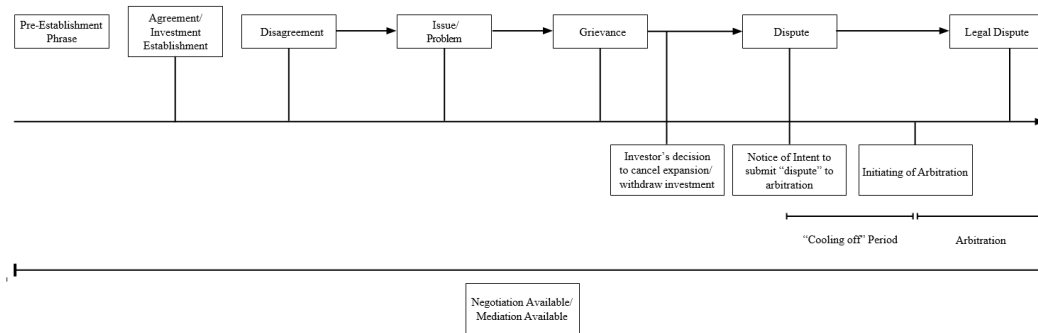 Pre-Establishment
Phrase
Agreement/
Investment
Establishment
Disagreement
Issue/
Problem
Grievance
Dispute
Legal Dispute
Investor's decision
to cancel expansion/
withdraw investment
Notice of Intent to
submit “dispute” to
arbitration
Initiating of Arbitration
“Cooling off” Period
Arbitration
Negotiation Available/
Mediation Available